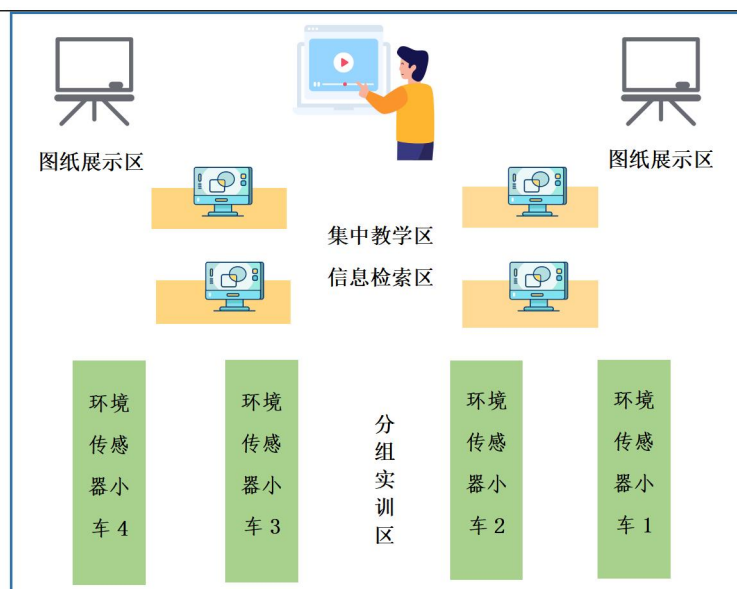 图纸展示区
图纸展示区
集中教学区
信息检索区
环境
传感
器小
车 4
环境
传感
器小
车 3
分
组
实
训
区
环境
传感
器小
车 2
环境
传感
器小
车 1